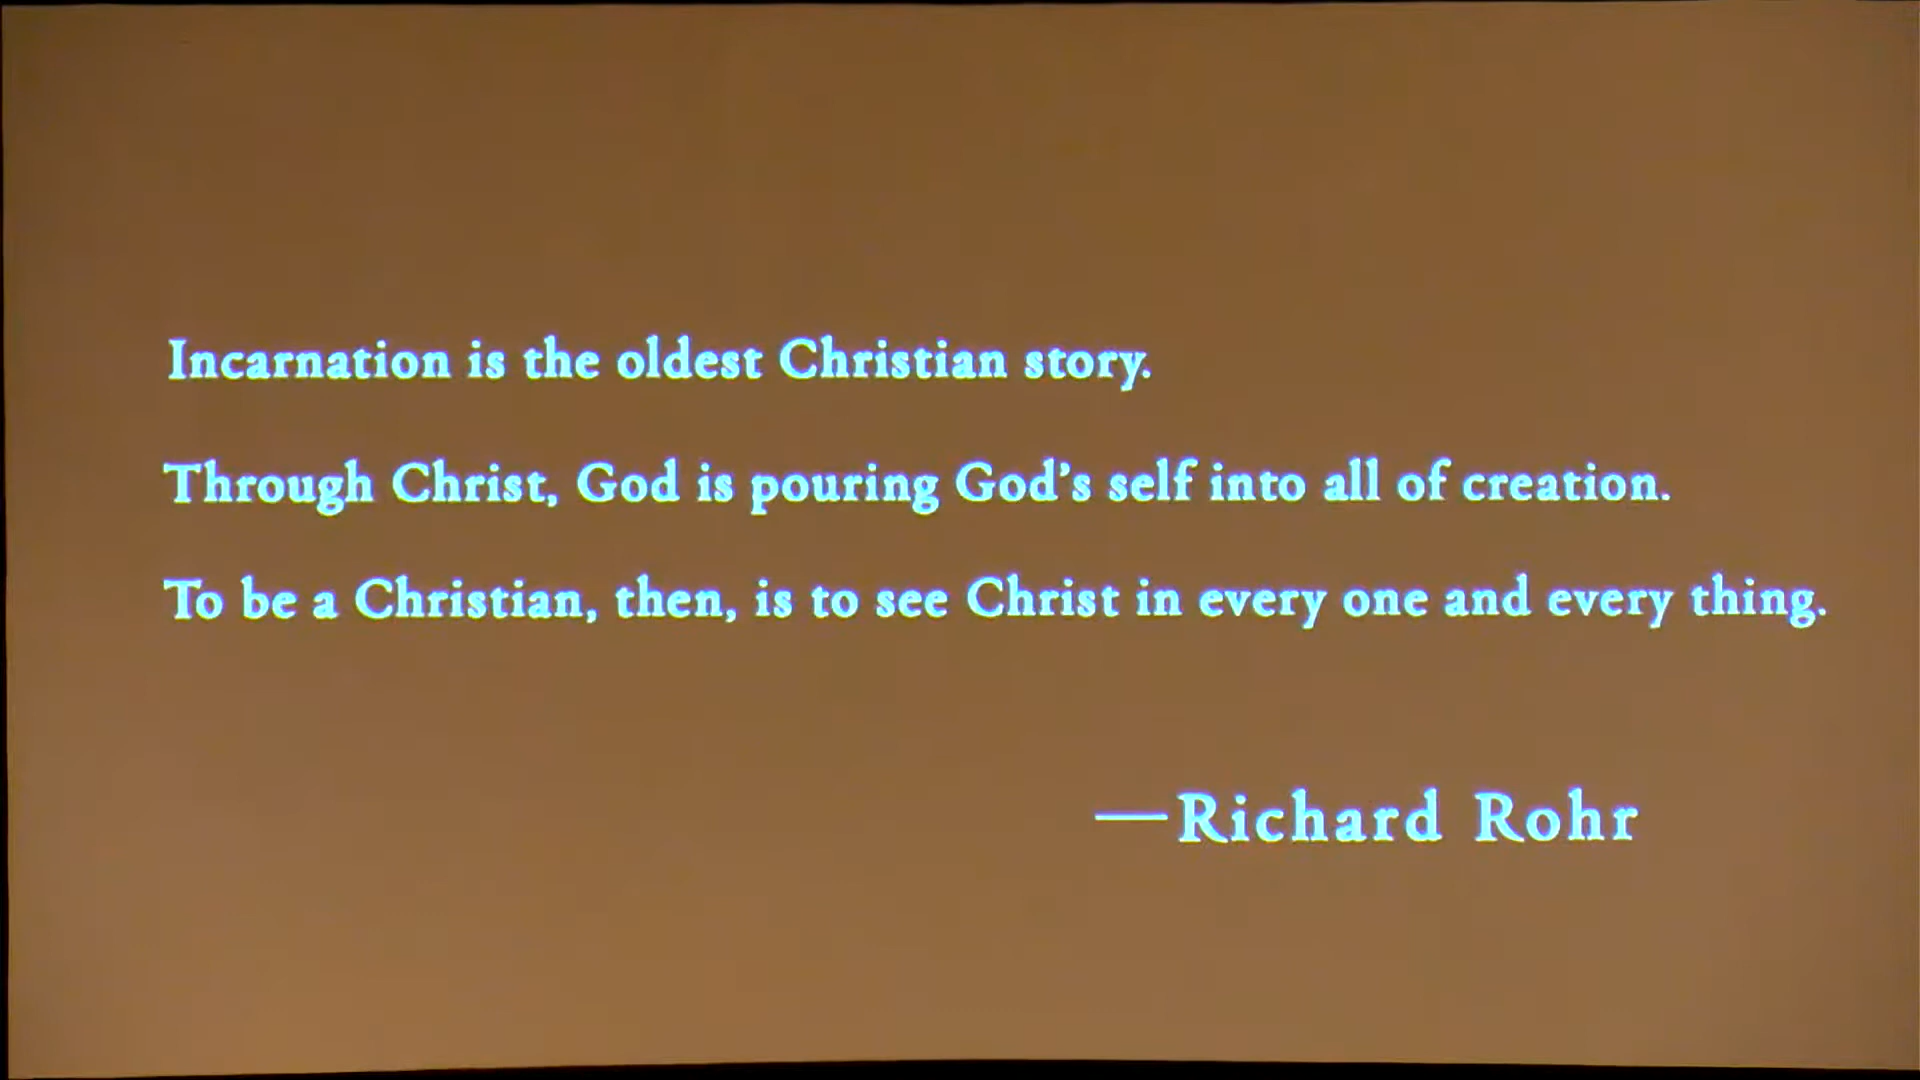 Incarnation is the oldest Christian story.
Through Christ, God is pouring God’s self into all of creation.
To be a Christian, then, is to see Christ in every one and every thing.
—Richard Rohr